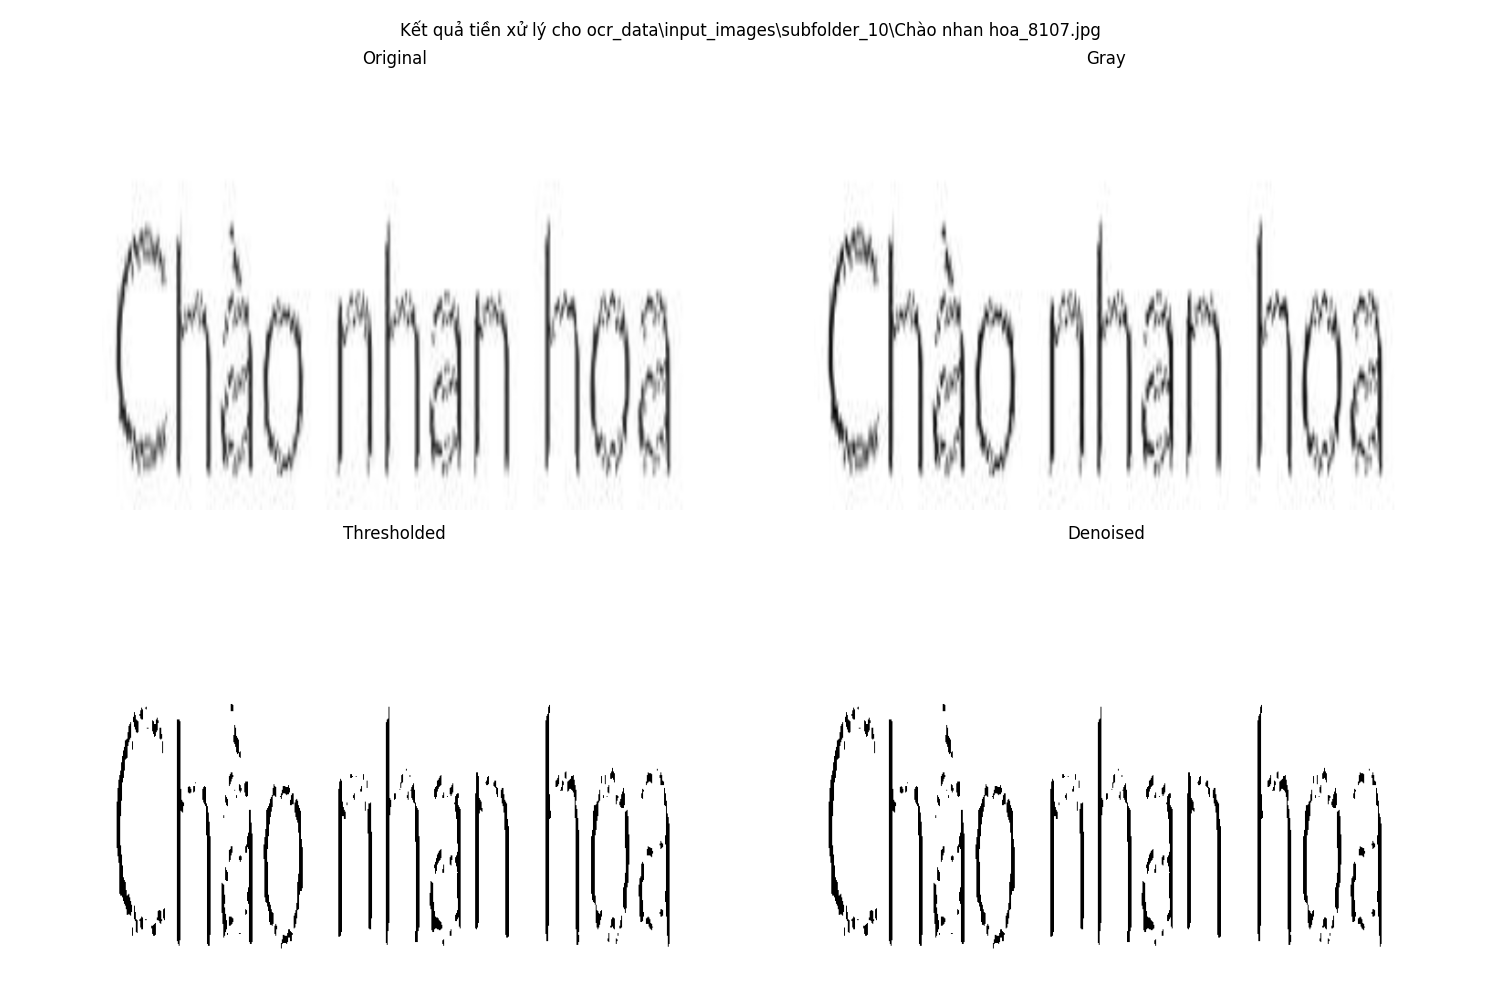 Kết quả tiền xử lý cho ocr_data\input_images\subfolder_10\Chào nhan hoa_8107.jpg
Original
Gray
Chào nhan hoa
Chào nhan hoa
Thresholded
Denoised
Chào nhan hoa
Chào nhan hoa